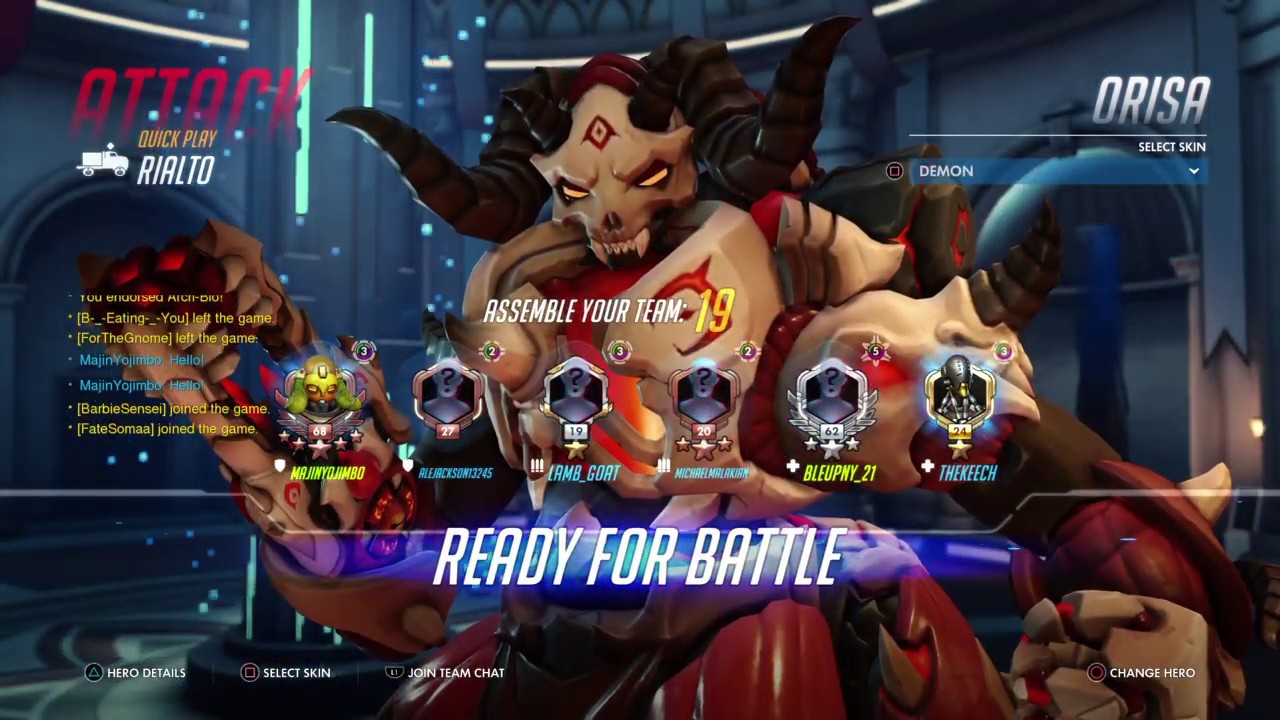 ATTACK
QUICK PLAY
RIALTO
ORISA
SELECT SKIN
DEMON
ASSEMBLE YOUR TEAM: 19
You endorsed Arch-Bio!
[B-_-Eating-_-You] left the game.
[ForTheGnome] left the game.
MajinYojimbo: Hello!
MajinYojimbo: Hello!
[BarbieSensei] joined the game.
[FateSomaa] joined the game.
3 2 3 2 5 3
68 27 19 20 62 24
MAJINYOJIMBO ALEJACKSON13245 LAMB_GOAT MICHAELMALAKIAN BLEUPNY_21 THEKEECH
READY FOR BATTLE
HERO DETAILS SELECT SKIN L1 JOIN TEAM CHAT CHANGE HERO